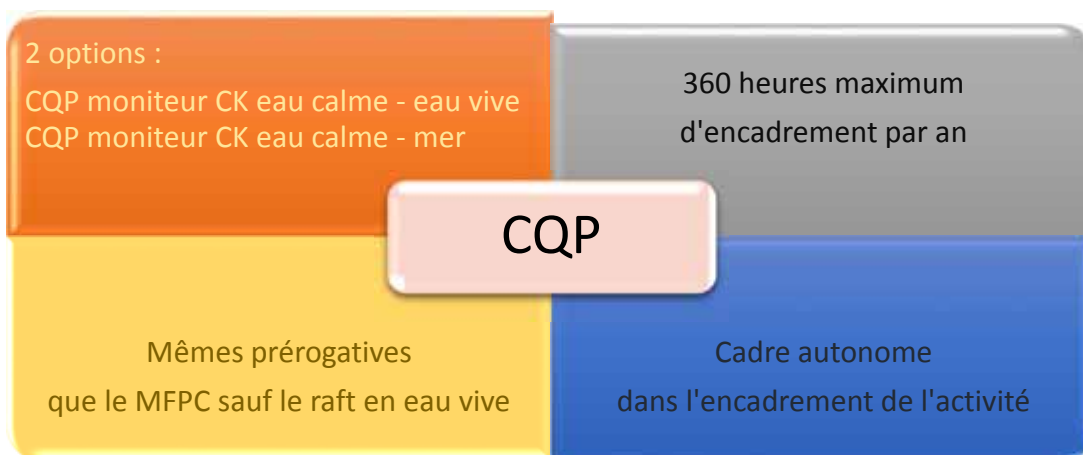 2 options :
CQP moniteur CK eau calme - eau vive
CQP moniteur CK eau calme - mer
360 heures maximum
d'encadrement par an
CQP
Mêmes prérogatives
que le MFPC sauf le raft en eau vive
Cadre autonome
dans l'encadrement de l'activité